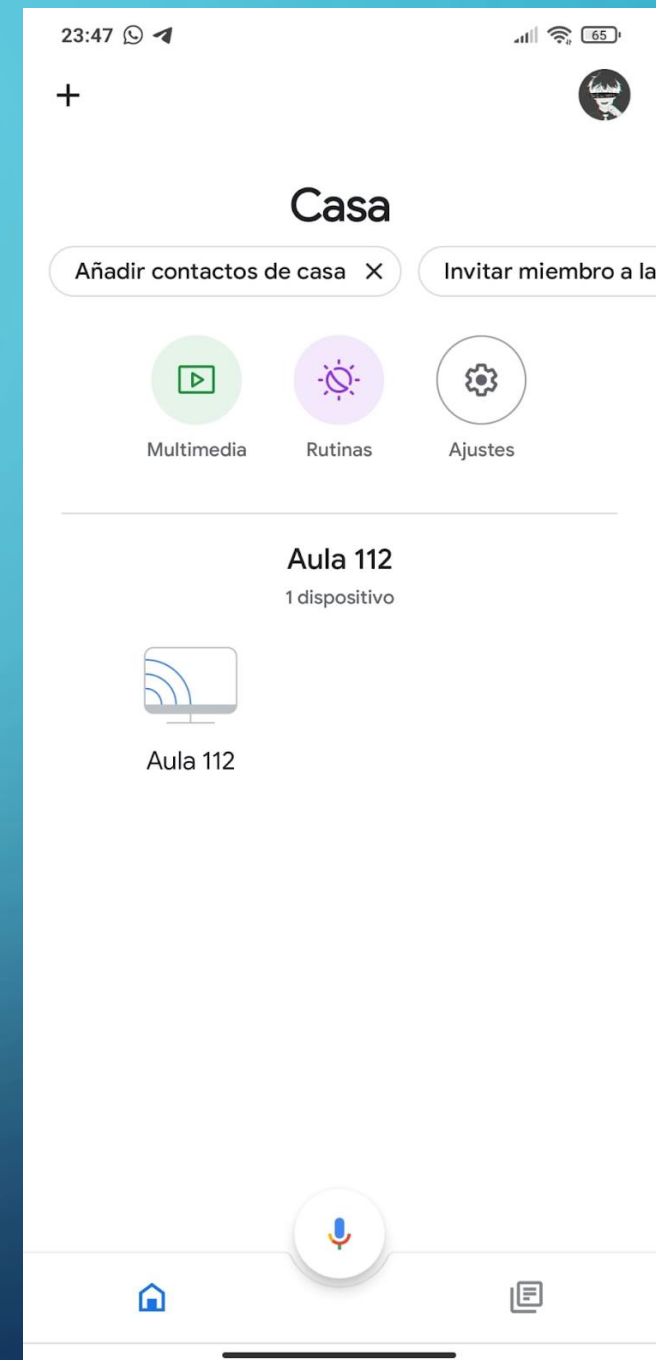 23:47
65
+
Casa
Añadir contactos de casa X
Invitar miembro a la
Multimedia
Rutinas
Ajustes
Aula 112
1 dispositivo
Aula 112